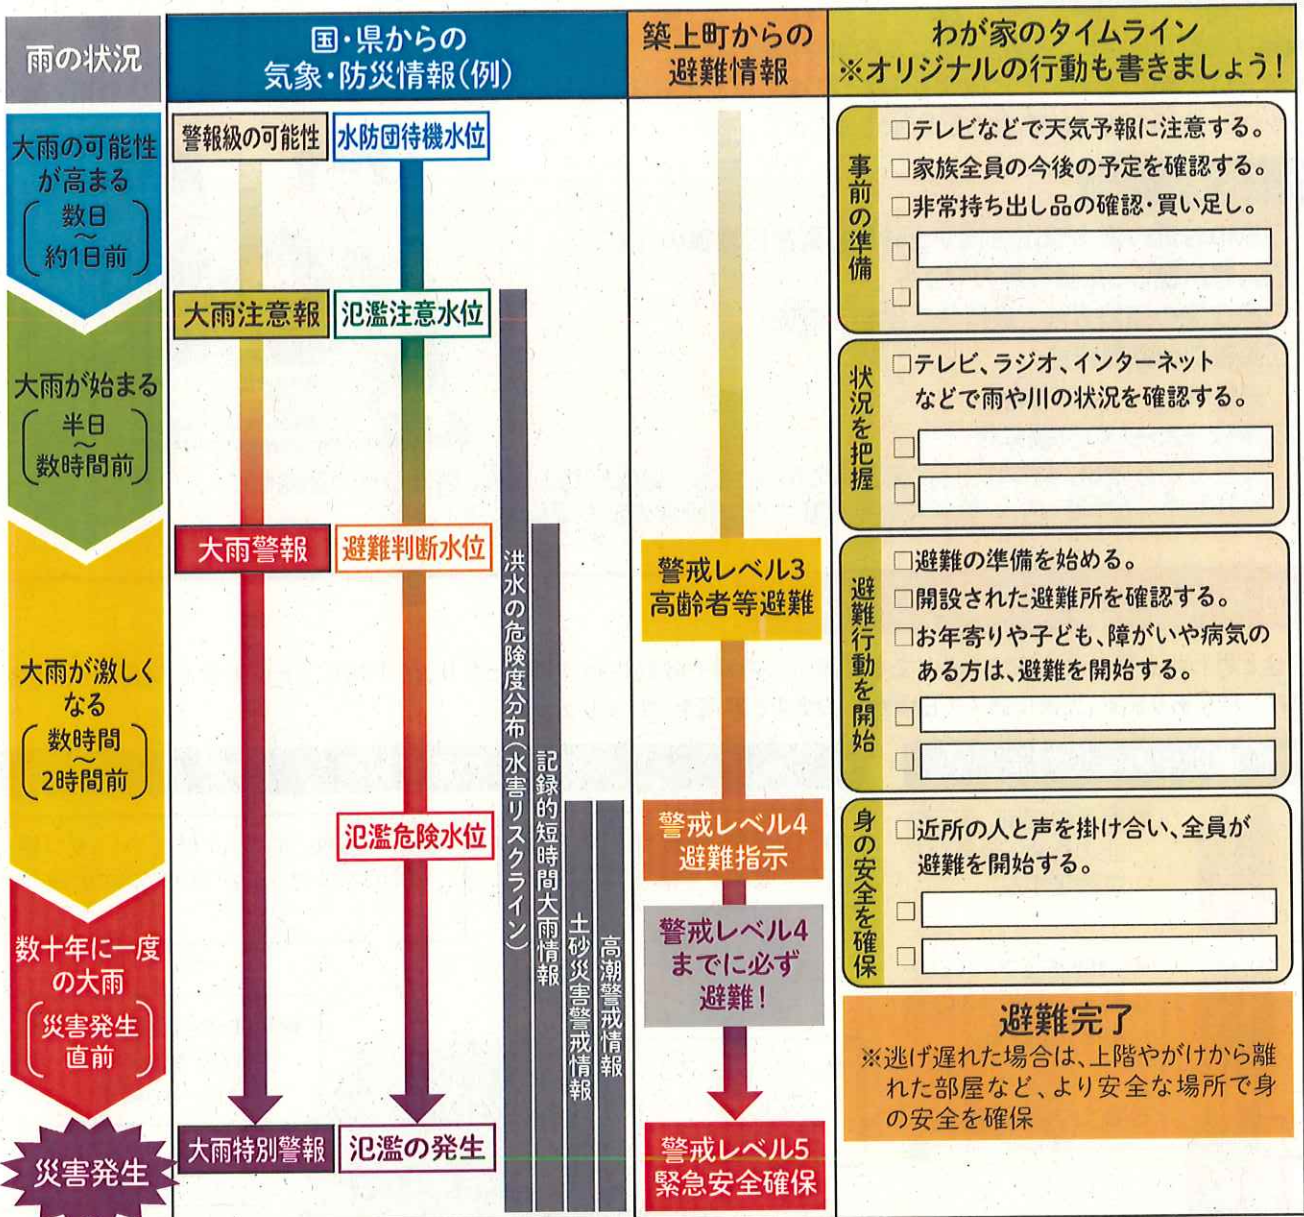 雨の状況
国・県からの
気象・防災情報(例)
築上町からの
避難情報
わが家のタイムライン
※オリジナルの行動も書きましょう!
大雨の可能性
が高まる
数日
~
約1日前
大雨が始まる
半日
~
数時間前
大雨が激しく
なる
数時間
~
2時間前
数十年に一度
の大雨
災害発生
直前
災害発生
警報級の可能性
水防団待機水位
大雨注意報
氾濫注意水位
大雨警報
避難判断水位
氾濫危険水位
大雨特別警報
氾濫の発生
洪水の危険度分布(水害リスクライン)
記録的短時間大雨情報
土砂災害警戒情報
高潮警戒情報
警戒レベル3
高齢者等避難
警戒レベル4
避難指示
警戒レベル4
までに必ず
避難!
警戒レベル5
緊急安全確保
事前の準備
□テレビなどで天気予報に注意する。
□家族全員の今後の予定を確認する。
□非常持ち出し品の確認・買い足し。
□
□
状況を把握
□テレビ、ラジオ、インターネット
などで雨や川の状況を確認する。
□
□
避難行動を開始
□避難の準備を始める。
□開設された避難所を確認する。
□お年寄りや子ども、障がいや病気の
ある方は、避難を開始する。
□
□
身の安全を確保
□近所の人と声を掛け合い、全員が
避難を開始する。
□
□
避難完了
※逃げ遅れた場合は、上階やがけから離
れた部屋など、より安全な場所で身
の安全を確保